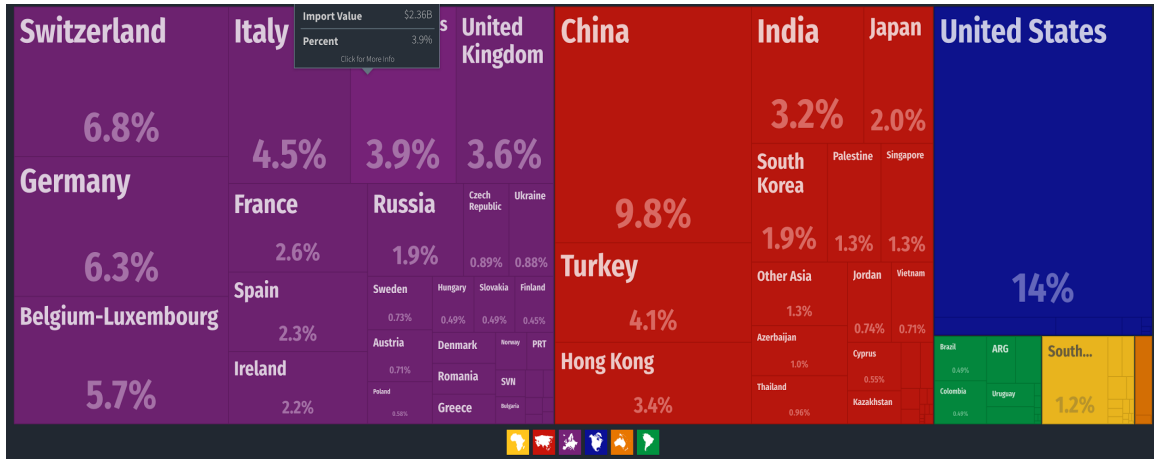 Switzerland
6.8%
Germany
6.3%
Belgium-Luxembourg
5.7%
Italy
4.5%
Import Value $2.36B
Percent 3.9%
Click for More Info
s
3.9%
United
Kingdom
3.6%
France
2.6%
Spain
2.3%
Ireland
2.2%
Russia
1.9%
Czech
Republic
0.89%
Ukraine
0.88%
Sweden
0.73%
Austria
0.71%
Poland
0.58%
Hungary
0.49%
Slovakia
0.49%
Finland
0.45%
Denmark
Romania
Greece
Norway
PRT
SVN
Bulgaria
China
9.8%
Turkey
4.1%
Hong Kong
3.4%
India
3.2%
Japan
2.0%
South
Korea
1.9%
Palestine
1.3%
Singapore
1.3%
Other Asia
1.3%
Azerbaijan
1.0%
Thailand
0.96%
Jordan
0.74%
Vietnam
0.71%
Cyprus
0.55%
Kazakhstan
United States
14%
Brazil
0.49%
Colombia
0.49%
ARG
Uruguay
South...
1.2%